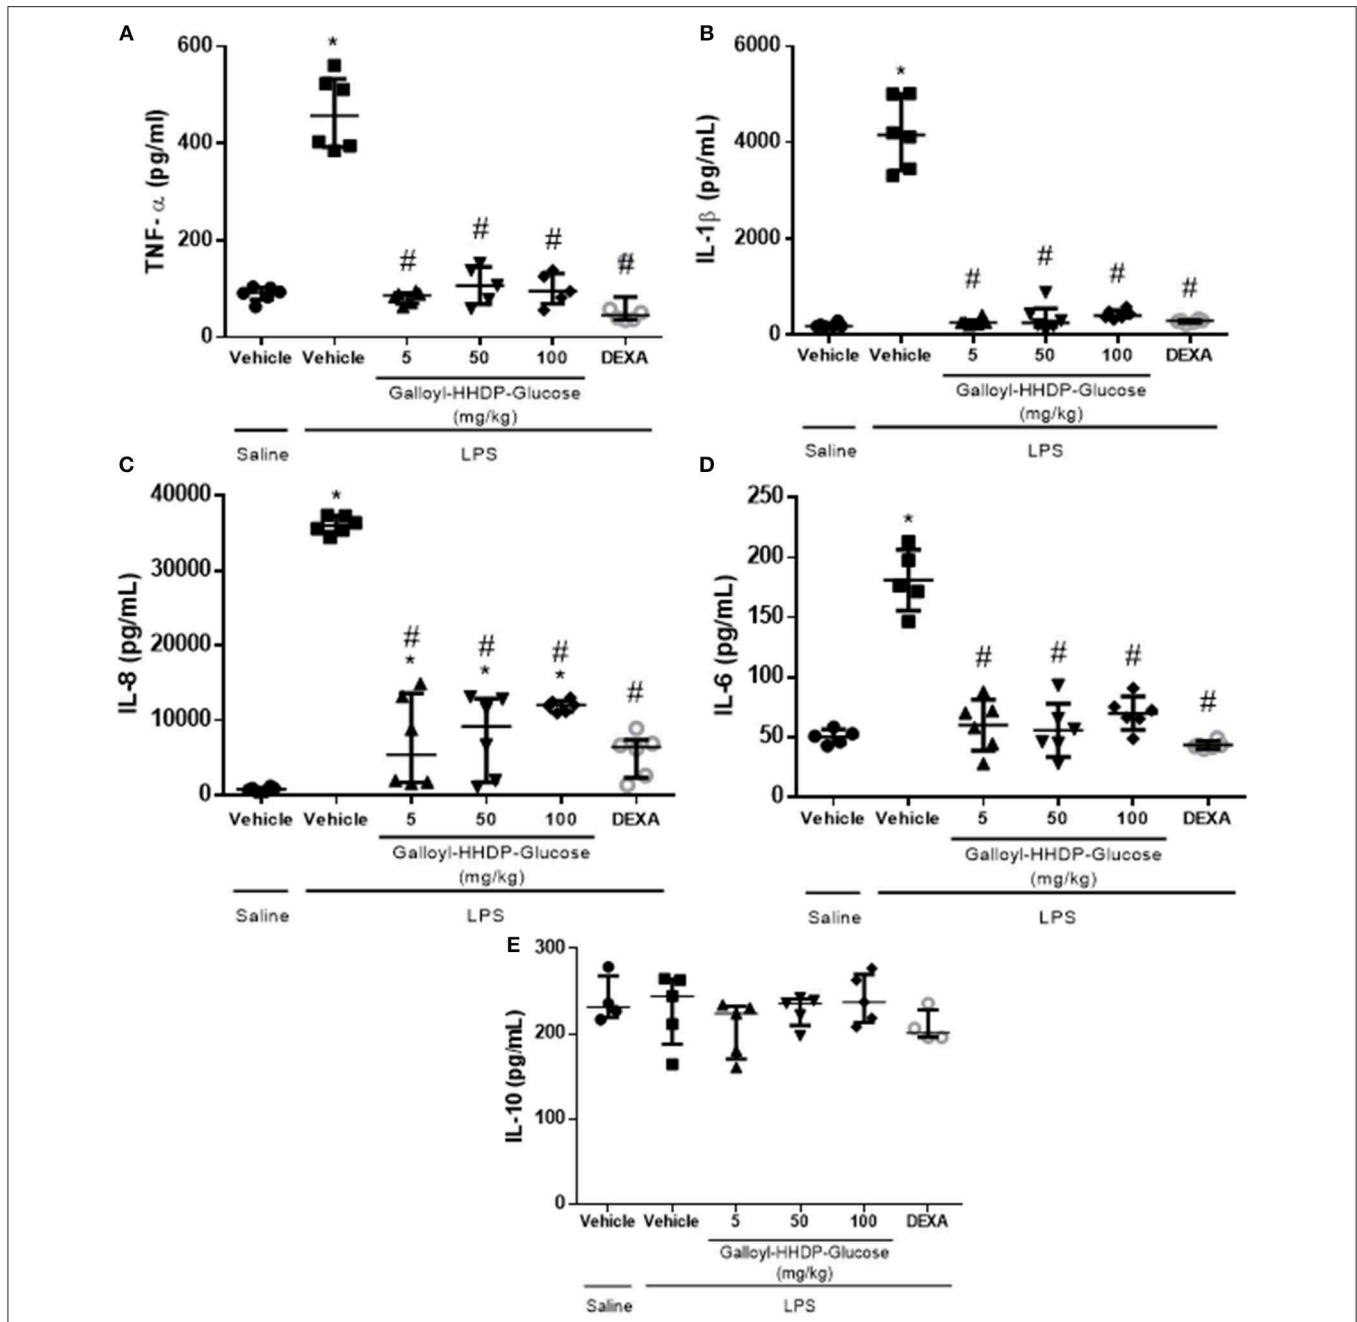 A
TNF- α (pg/ml)
600
400
200
0
*
#
#
#
#
Vehicle Vehicle 5 50 100 DEXA
Galloyl-HHDP-Glucose
(mg/kg)
Saline LPS
B
IL-1β (pg/mL)
6000
4000
2000
0
*
#
#
#
#
Vehicle Vehicle 5 50 100 DEXA
Galloyl-HHDP-Glucose
(mg/kg)
Saline LPS
C
IL-8 (pg/mL)
40000
30000
20000
10000
0
*
#
*
#
*
#
*
#
Vehicle Vehicle 5 50 100 DEXA
Galloyl-HHDP-Glucose
(mg/kg)
Saline LPS
D
IL-6 (pg/mL)
250
200
150
100
50
0
*
#
#
#
#
Vehicle Vehicle 5 50 100 DEXA
Galloyl-HHDP-Glucose
(mg/kg)
Saline LPS
E
IL-10 (pg/mL)
300
200
100
0
Vehicle Vehicle 5 50 100 DEXA
Galloyl-HHDP-Glucose
(mg/kg)
Saline LPS